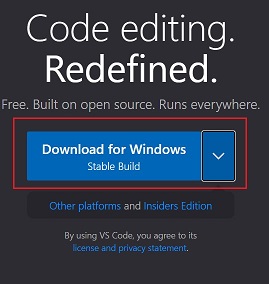 Code editing.
Redefined.
Free. Built on open source. Runs everywhere.
Download for Windows
Stable Build
Other platforms and Insiders Edition
By using VS Code, you agree to its
license and privacy statement.